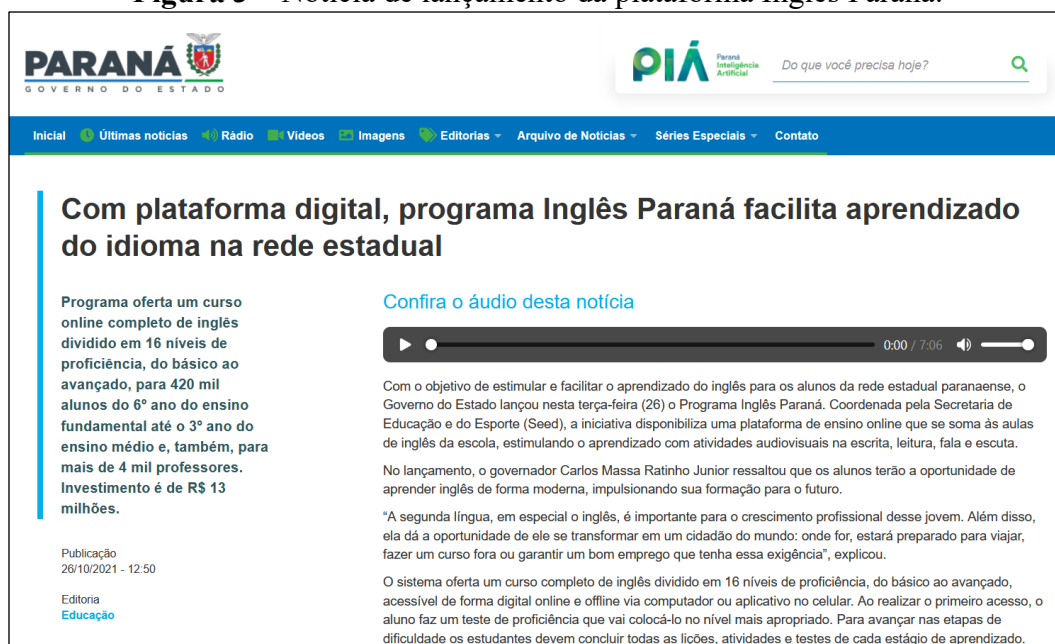 Figura 3 – Notícia de lançamento da plataforma Inglês Paraná.
PARANÁ
GOVERNO DO ESTADO
PIÁ
Paraná
Inteligência
Artificial
Do que você precisa hoje?
Inicial Últimas noticias Rádio Vídeos Imagens Editorias Arquivo de Notícias Séries Especiais Contato
Com plataforma digital, programa Inglês Paraná facilita aprendizado
do idioma na rede estadual
Programa oferta um curso
online completo de inglês
dividido em 16 níveis de
proficiência, do básico ao
avançado, para 420 mil
alunos do 6º ano do ensino
fundamental até o 3º ano do
ensino médio e, também, para
mais de 4 mil professores.
Investimento é de R$ 13
milhões.
Publicação
26/10/2021 - 12:50
Editoria
Educação
Confira o áudio desta notícia
0:00 / 7:06
Com o objetivo de estimular e facilitar o aprendizado do inglês para os alunos da rede estadual paranaense, o
Governo do Estado lançou nesta terça-feira (26) o Programa Inglês Paraná. Coordenada pela Secretaria de
Educação e do Esporte (Seed), a iniciativa disponibiliza uma plataforma de ensino online que se soma às aulas
de inglês da escola, estimulando o aprendizado com atividades audiovisuais na escrita, leitura, fala e escuta.
No lançamento, o governador Carlos Massa Ratinho Junior ressaltou que os alunos terão a oportunidade de
aprender inglês de forma moderna, impulsionando sua formação para o futuro.
“A segunda língua, em especial o inglês, é importante para o crescimento profissional desse jovem. Além disso,
ela dá a oportunidade de ele se transformar em um cidadão do mundo: onde for, estará preparado para viajar,
fazer um curso fora ou garantir um bom emprego que tenha essa exigência”, explicou.
O sistema oferta um curso completo de inglês dividido em 16 níveis de proficiência, do básico ao avançado,
acessível de forma digital online e offline via computador ou aplicativo no celular. Ao realizar o primeiro acesso, o
aluno faz um teste de proficiência que vai colocá-lo no nível mais apropriado. Para avançar nas etapas de
dificuldade os estudantes devem concluir todas as lições, atividades e testes de cada estágio de aprendizado.